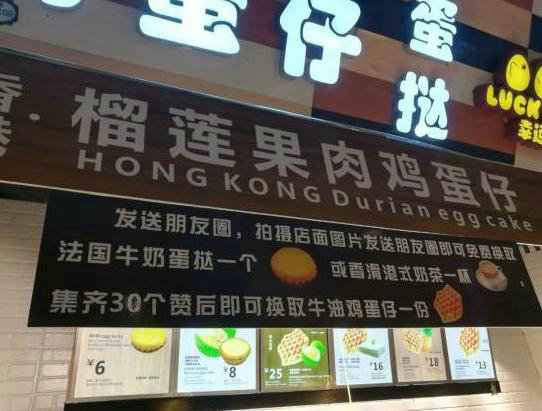 蛋仔 蛋挞
LUCKY
香港·榴莲果肉鸡蛋仔
HONG KONG Durian egg cake
发送朋友圈，拍摄店面图片发送朋友圈即可免费换取
法国牛奶蛋挞一个 或香滑港式奶茶一杯，
集齐30个赞后即可换取牛油鸡蛋仔一份
¥6 ¥8 ¥25 ¥16 ¥16 ¥13